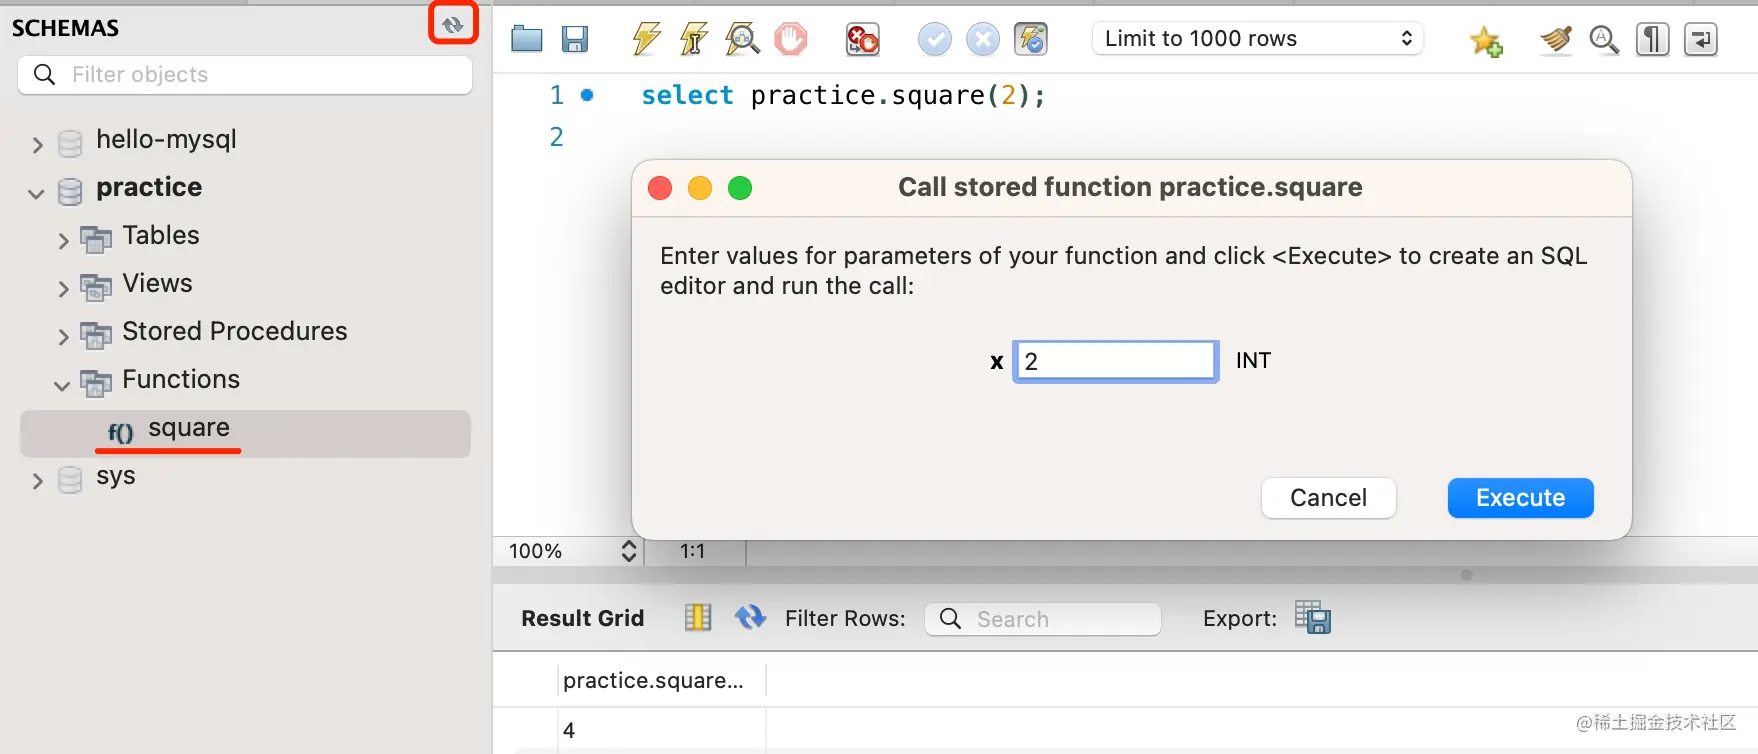 SCHEMAS
Filter objects
hello-mysql
practice
Tables
Views
Stored Procedures
Functions
f() square
sys
Limit to 1000 rows
1 select practice.square(2);
2
Call stored function practice.square
Enter values for parameters of your function and click <Execute> to create an SQL
editor and run the call:
x 2 INT
Cancel Execute
100% 1:1
Result Grid Filter Rows: Search Export:
practice.square...
4
@稀土掘金技术社区